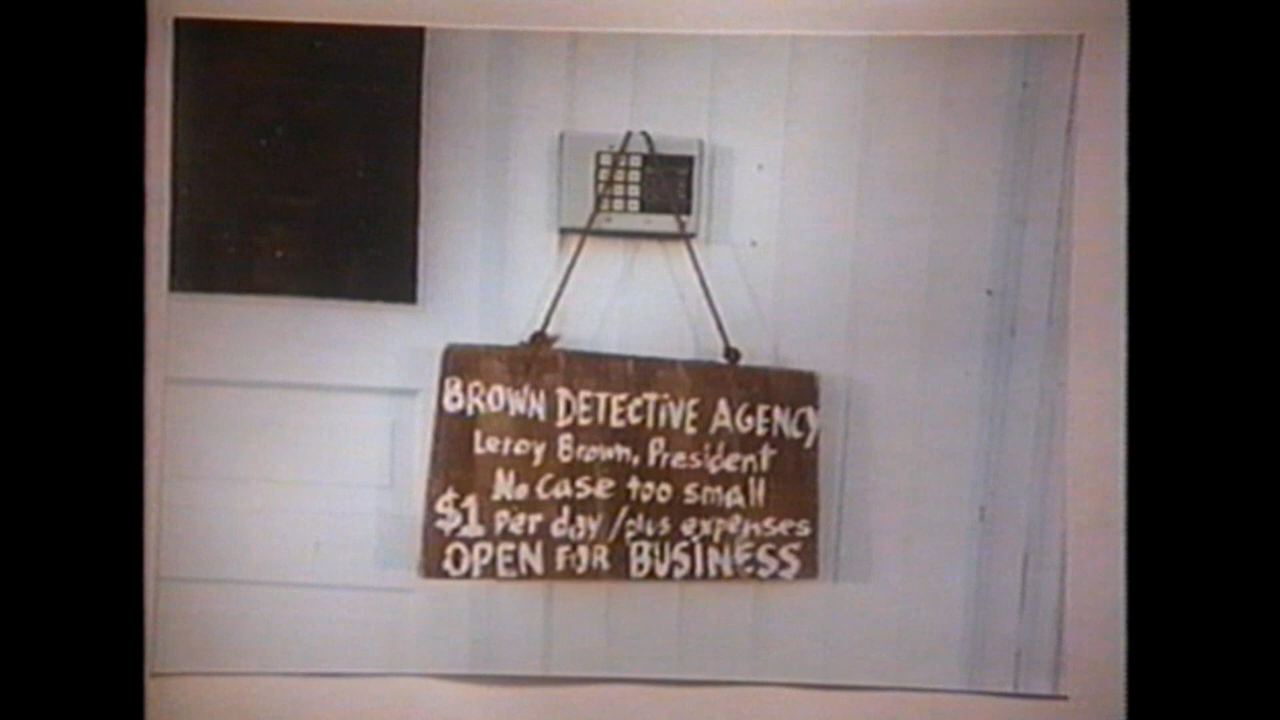 BROWN DETECTIVE AGENCY
Leroy Brown, President
No case too small
$1 per day/plus expenses
OPEN FOR BUSINESS